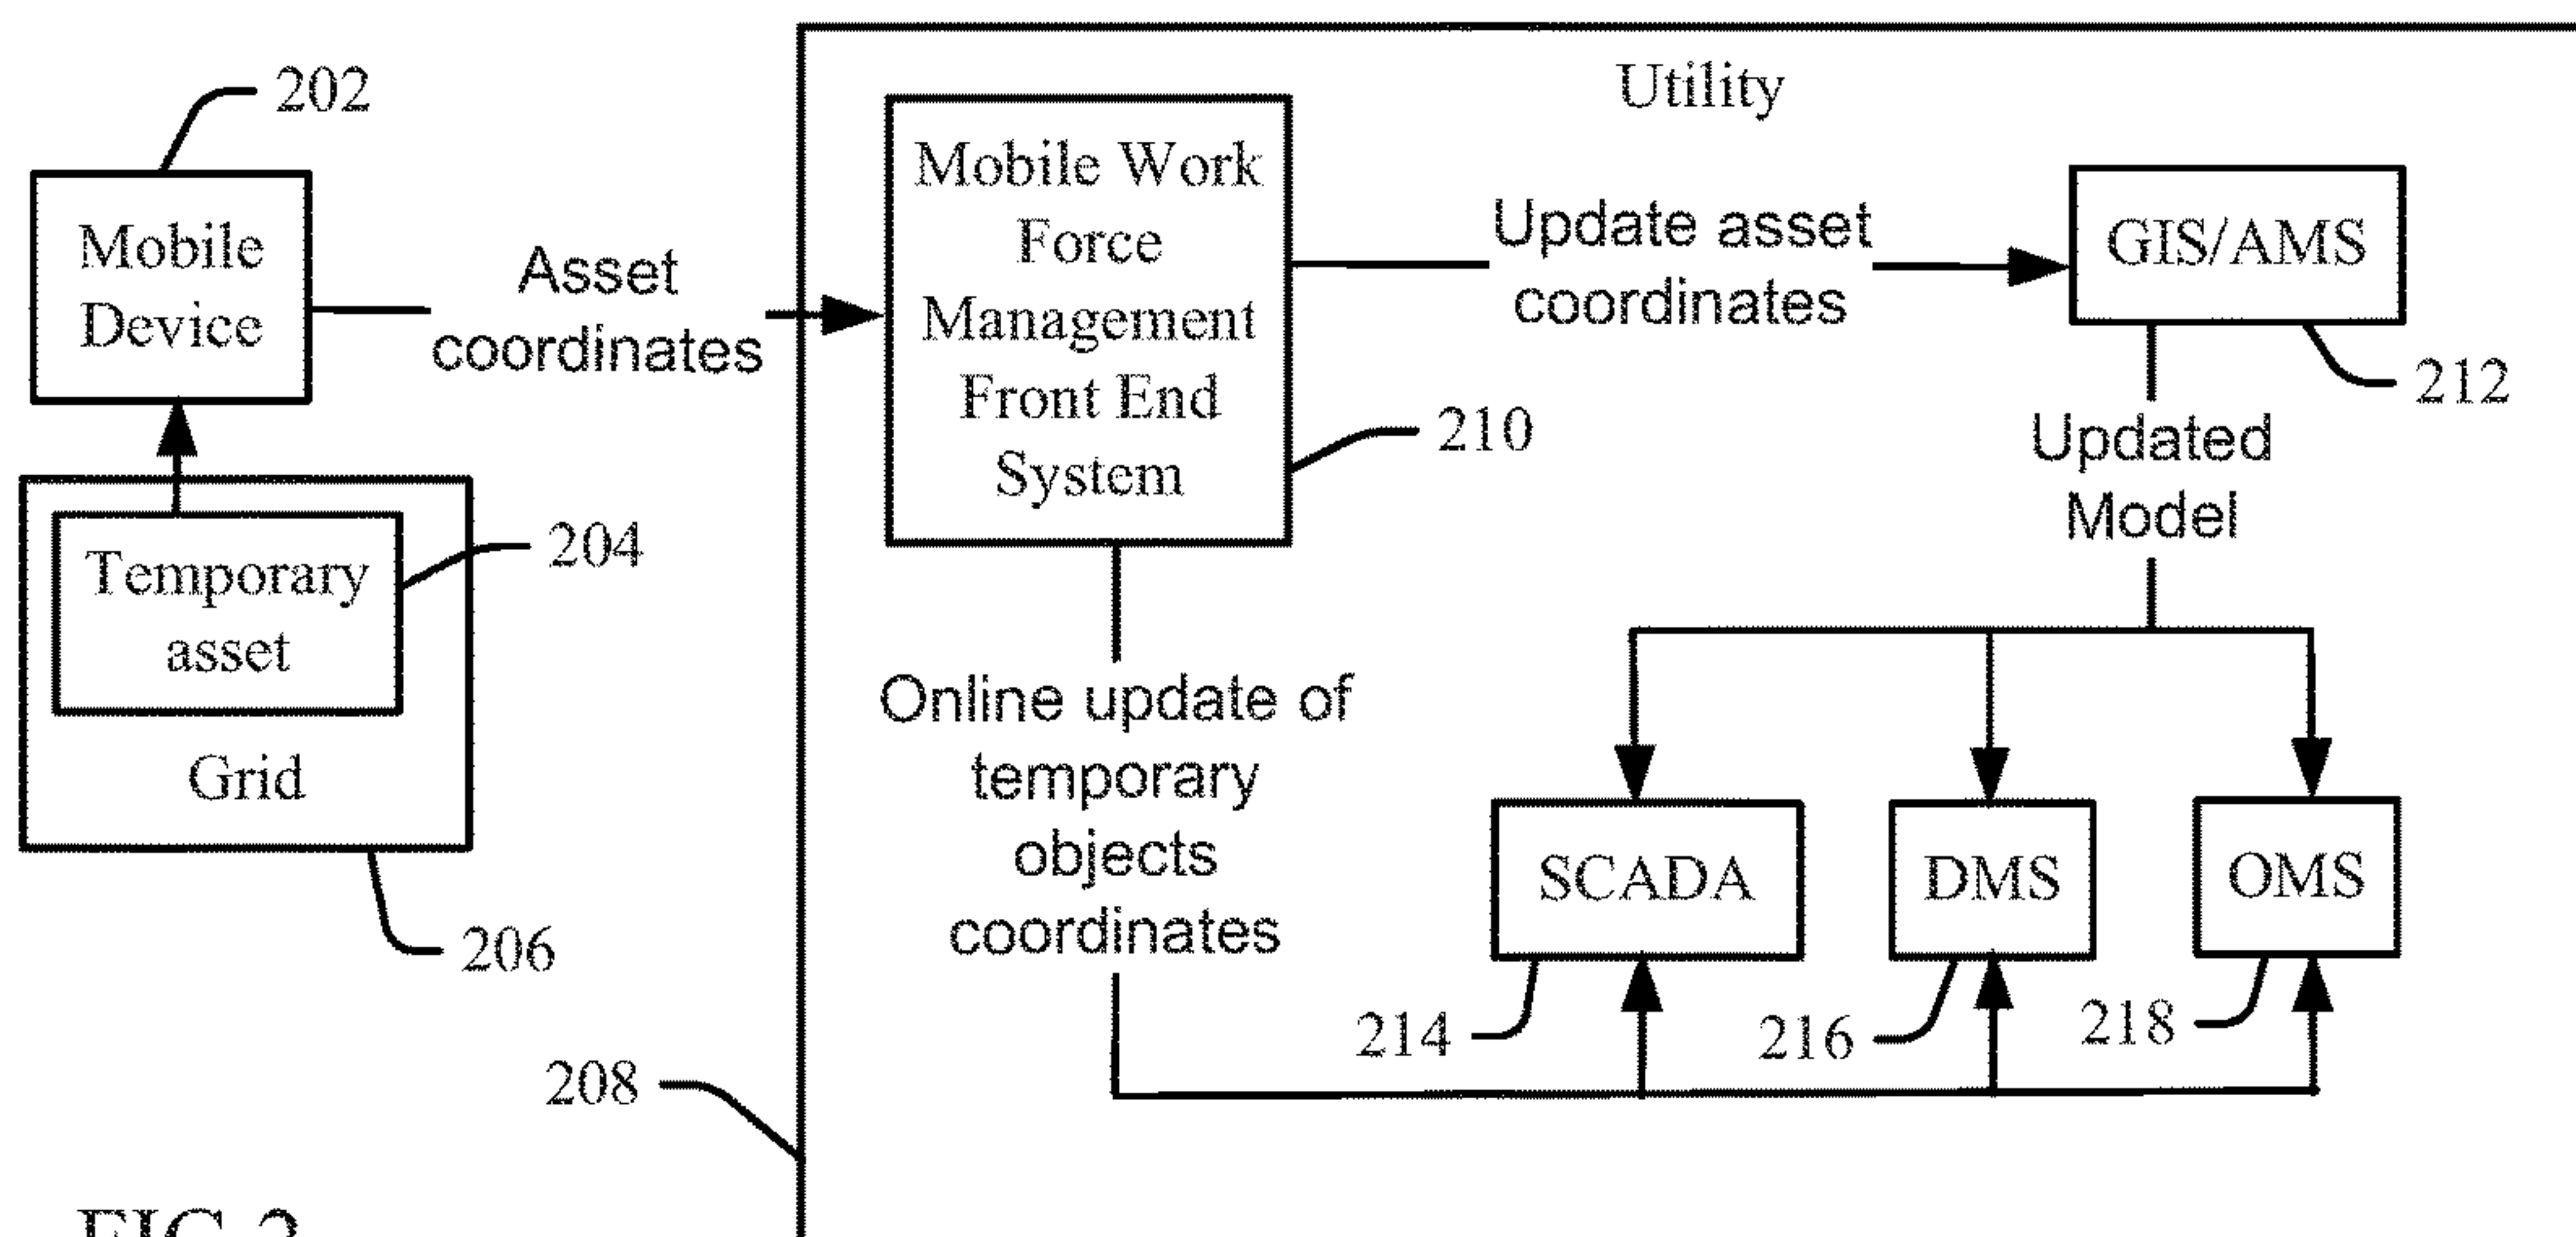 202
Utility
Mobile
Device
Asset
coordinates
Mobile Work
Force
Management
Front End
System
Update asset
coordinates
GIS/AMS
212
210
Updated
Model
204
Temporary
asset
Grid
206
Online update of
temporary
objects
coordinates
SCADA
DMS
OMS
214
216
218
208